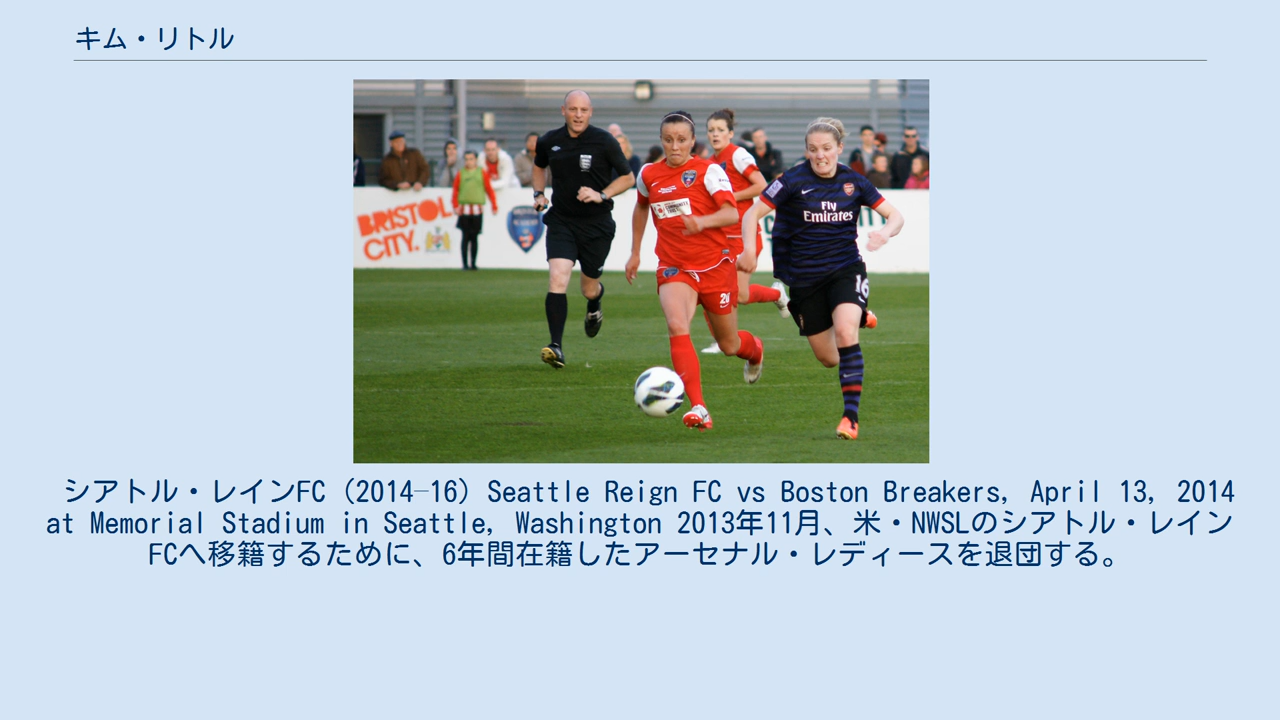 キム・リトル
BRISTOL
CITY.
Fly
Emirates
16
26
シアトル・レインFC（2014–16）Seattle Reign FC vs Boston Breakers, April 13, 2014
at Memorial Stadium in Seattle, Washington 2013年11月、米・NWSLのシアトル・レイン
FCへ移籍するために、6年間在籍したアーセナル・レディースを退団する。